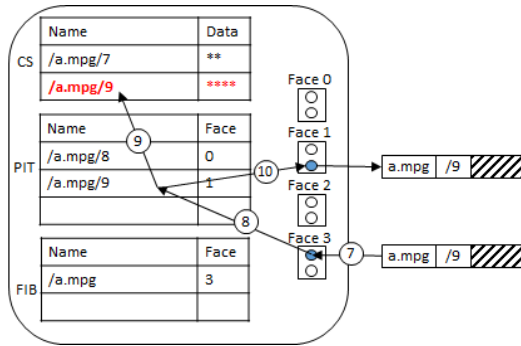 Name Data
CS
/a.mpg/7 **
/a.mpg/9 ****
Face 0
Name Face
Face 1
9
PIT
/a.mpg/8 0
10
a.mpg /9
/a.mpg/9 1
Face 2
8
Name Face
Face 3
7
a.mpg /9
FIB
/a.mpg 3